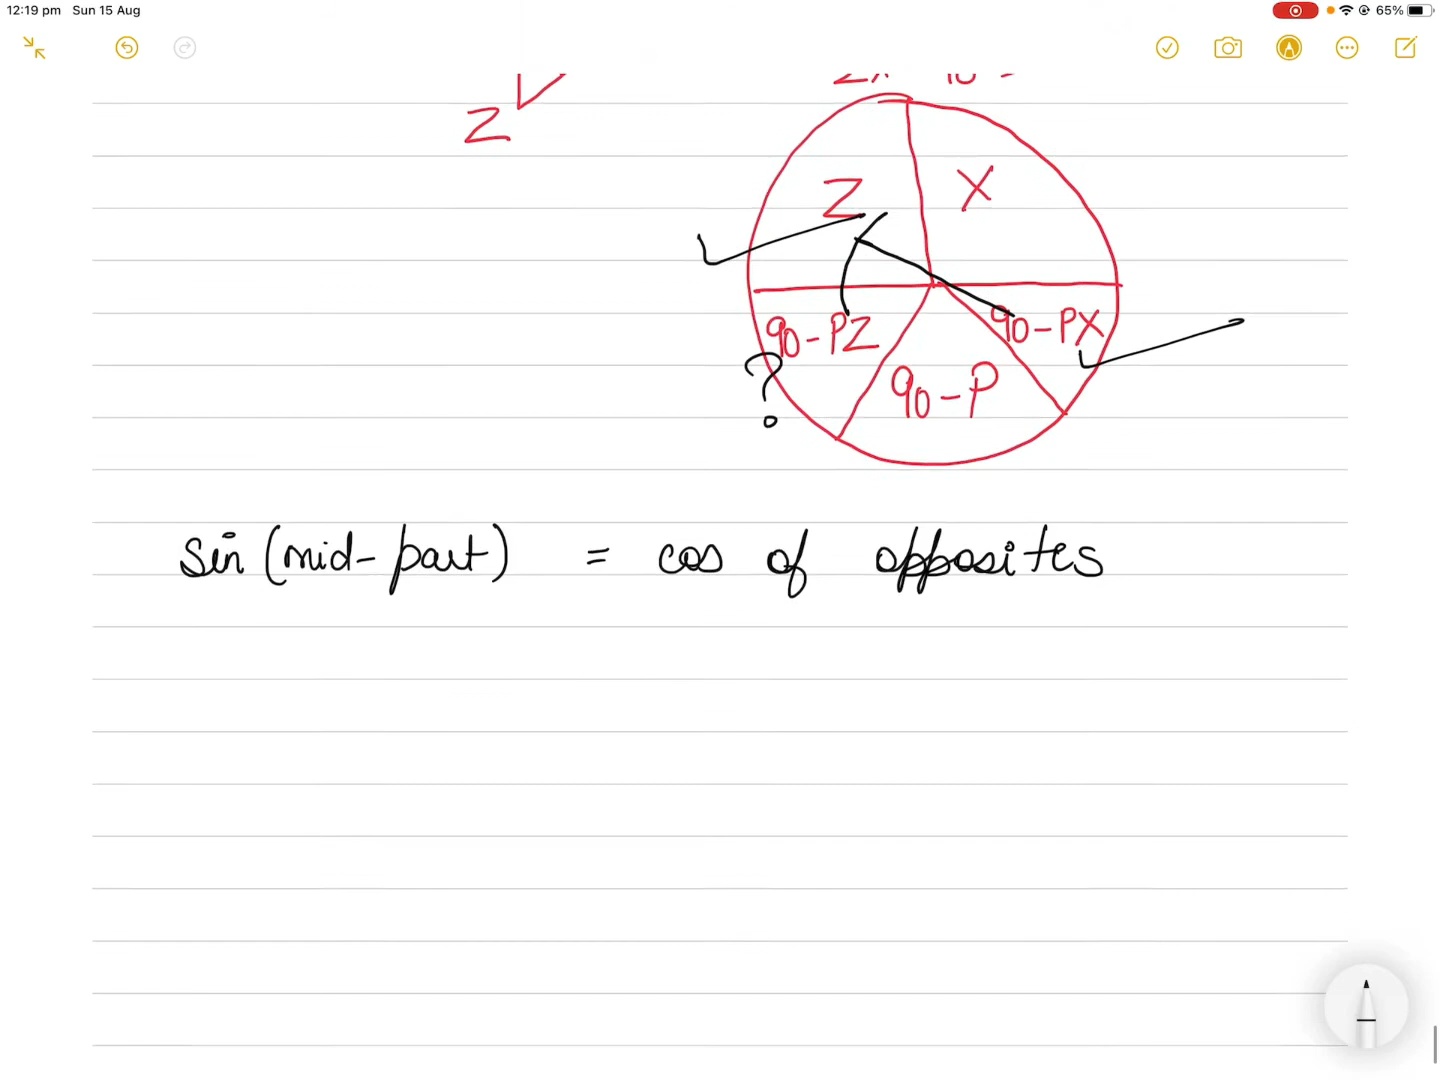 12:19 pm Sun 15 Aug
65%
Z
Z
X
90-PZ
90-PX
?
90-P
sin (mid-part) = cos of opposites